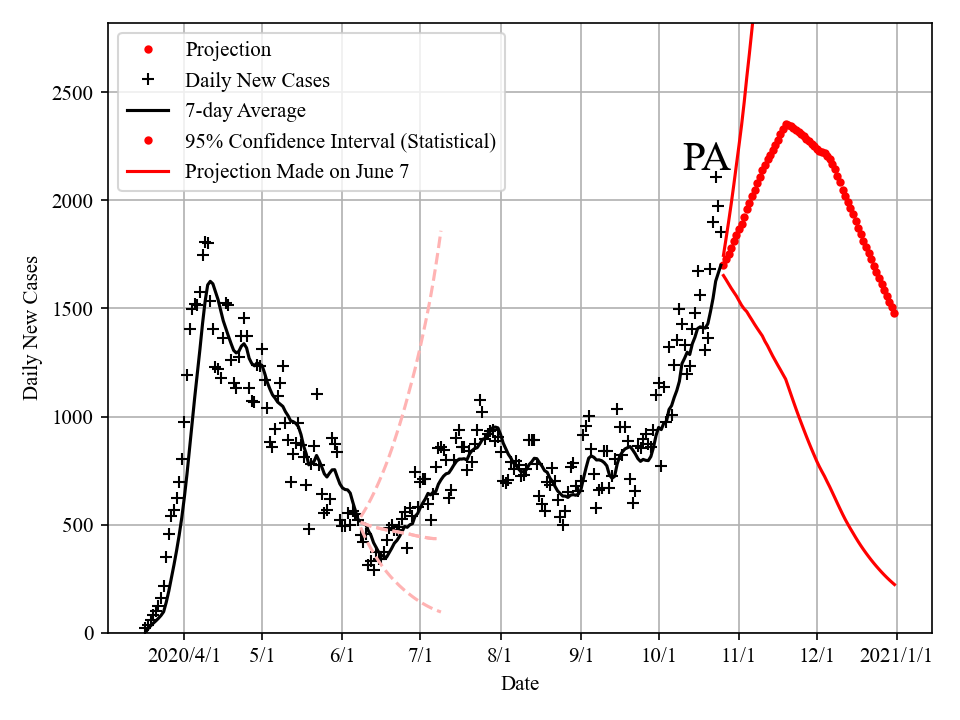 Projection
Daily New Cases
7-day Average
95% Confidence Interval (Statistical)
Projection Made on June 7
PA
Daily New Cases
2500
2000
1500
1000
500
0
2020/4/1 5/1 6/1 7/1 8/1 9/1 10/1 11/1 12/1 2021/1/1
Date